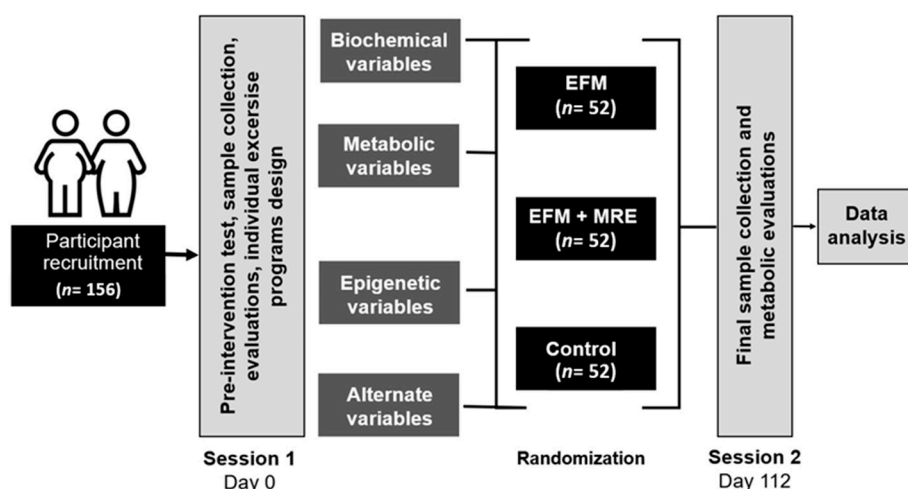 Participant
recruitment
(n= 156)
Pre-intervention test, sample collection,
evaluations, individual excersise
programs design
Session 1
Day 0
Biochemical
variables
Metabolic
variables
Epigenetic
variables
Alternate
variables
EFM
(n= 52)
EFM + MRE
(n= 52)
Control
(n= 52)
Randomization
Final sample collection and
metabolic evaluations
Session 2
Day 112
Data
analysis